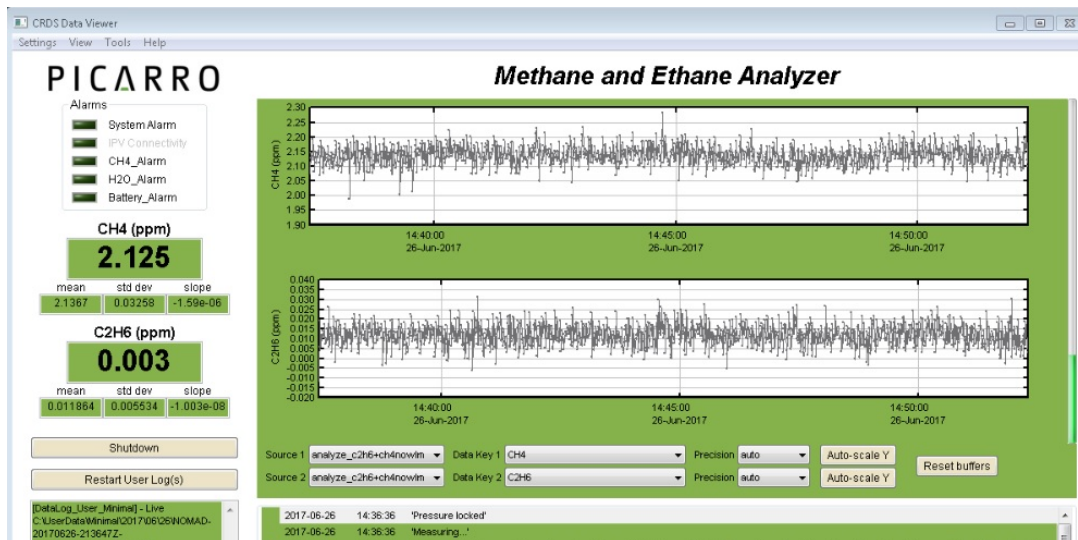 CRDS Data Viewer
Settings View Tools Help
PICARRO
Methane and Ethane Analyzer
Alarms
System Alarm
IPV Connectivity
CH4_Alarm
H2O_Alarm
Battery_Alarm
CH4 (ppm)
2.125
mean std dev slope
2.1367 0.03258 -1.59e-06
C2H6 (ppm)
0.003
mean std dev slope
0.011864 0.005534 -1.003e-08
Shutdown
Restart User Log(s)
[DataLog_User_Minimal] - Live
C:\UserData\Minimal\2017\06\26\NOMAD-
20170626-213647Z-
CH4 (ppm)
2.30
2.25
2.20
2.15
2.10
2.05
2.00
1.95
1.90
14:40:00 14:45:00 14:50:00
26-Jun-2017 26-Jun-2017 26-Jun-2017
C2H6 (ppm)
0.040
0.035
0.030
0.025
0.020
0.015
0.010
0.005
0.000
-0.005
-0.010
-0.015
-0.020
14:40:00 14:45:00 14:50:00
26-Jun-2017 26-Jun-2017 26-Jun-2017
Source 1 analyze_c2h6+ch4nowlm Data Key 1 CH4 Precision auto Auto-scale Y
Source 2 analyze_c2h6+ch4nowlm Data Key 2 C2H6 Precision auto Auto-scale Y
Reset buffers
2017-06-26 14:36:36 'Pressure locked'
2017-06-26 14:36:36 'Measuring...'